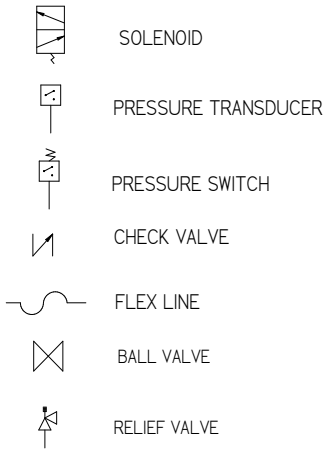 SOLENOID
PRESSURE TRANSDUCER
PRESSURE SWITCH
CHECK VALVE
FLEX LINE
BALL VALVE
RELIEF VALVE